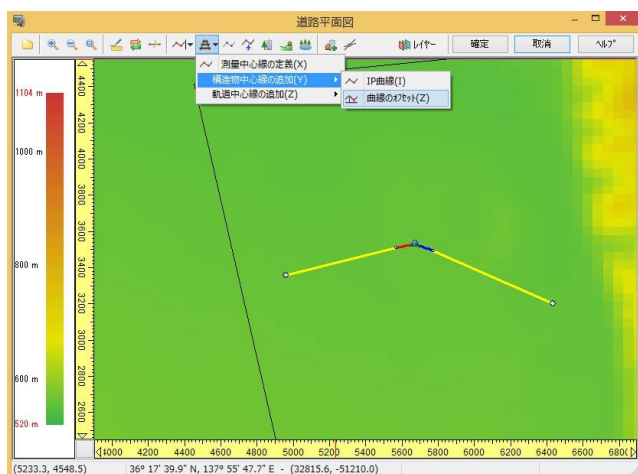 道路平面図
ﾚｲﾔｰ
確定
取消
ﾍﾙﾌﾟ
測量中心線の定義(X)
構造物中心線の追加(Y)
軌道中心線の追加(Z)
IP曲線(I)
曲線のｵﾌｾｯﾄ(Z)
1104 m
1000 m
800 m
600 m
520 m
4400
4200
4000
3800
3600
3400
3200
3000
2800
2600
4000 4200 4400 4600 4800 5000 5200 5400 5600 5800 6000 6200 6400 6600 6800
(5233.3, 4548.5) 36º 17' 39.9" N, 137º 55' 47.7" E - (32815.6, -51210.0)